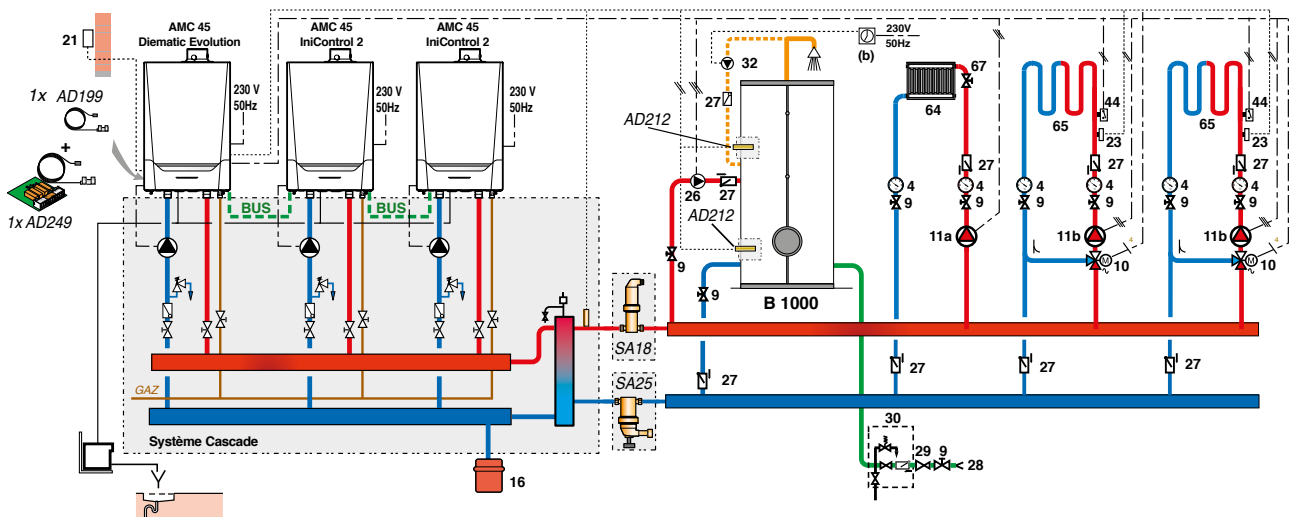 21
AMC 45
Diematic Evolution
AMC 45
IniControl 2
AMC 45
IniControl 2
230 V
50Hz
230 V
50Hz
230 V
50Hz
1x AD199
+
1x AD249
BUS
BUS
GAZ
Système Cascade
16
SA18
SA25
32
27
AD212
26
27
AD212
9
9
B 1000
230V
50Hz
(b)
64
67
27
4
4
9
9
11a
65
44
23
27
4
4
9
9
11b
4
M
10
65
44
23
27
4
4
9
9
11b
4
M
10
27
27
27
27
30
29
9
28